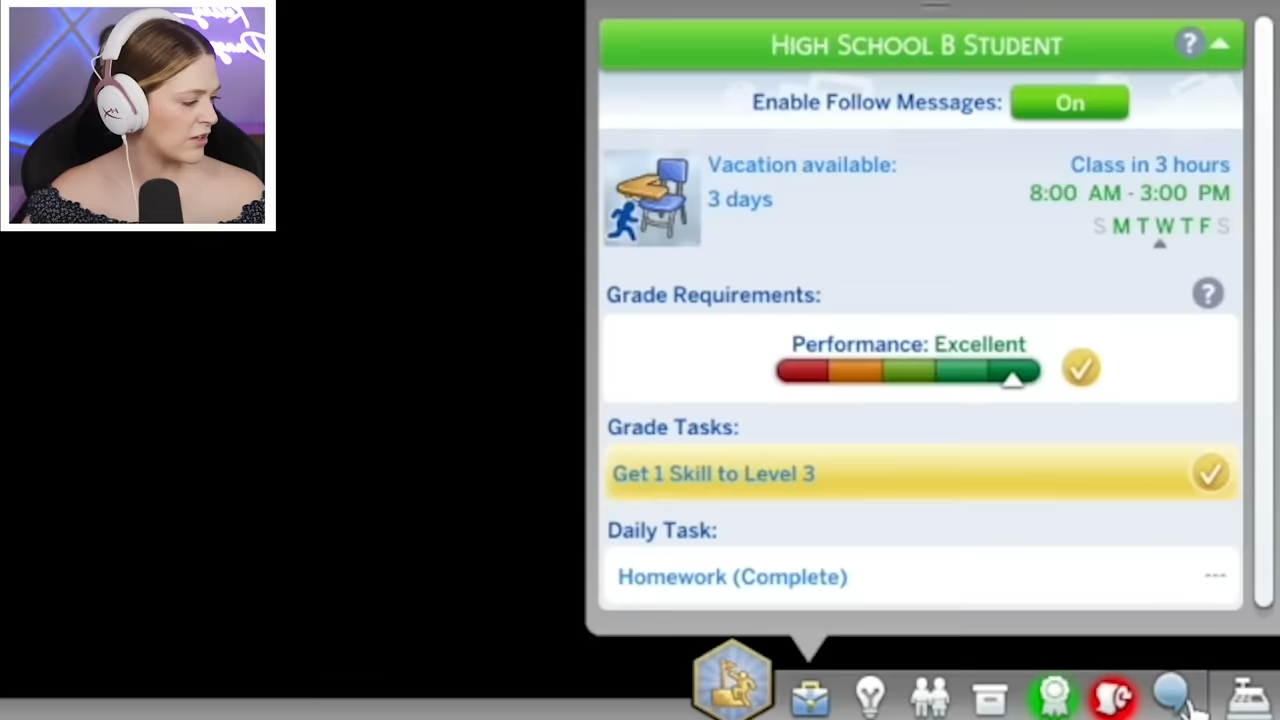 HIGH SCHOOL B STUDENT
?
Enable Follow Messages: On
Vacation available:
3 days
Class in 3 hours
8:00 AM - 3:00 PM
S M T W T F S
Grade Requirements:
?
Performance: Excellent
Grade Tasks:
Get 1 Skill to Level 3
Daily Task:
Homework (Complete)
---